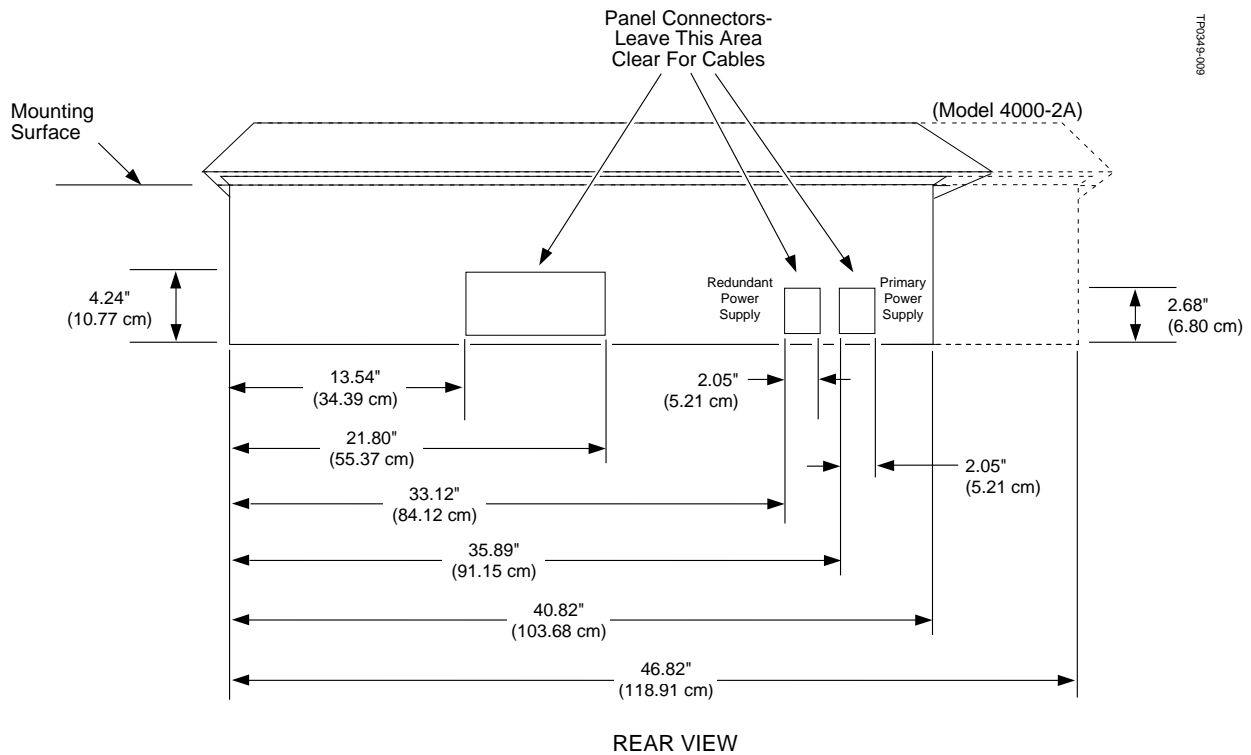 Panel Connectors-
Leave This Area
Clear For Cables
TP0349-009
Mounting
Surface
(Model 4000-2A)
Redundant
Power
Supply
Primary
Power
Supply
4.24"
(10.77 cm)
2.68"
(6.80 cm)
13.54"
(34.39 cm)
2.05"
(5.21 cm)
21.80"
(55.37 cm)
2.05"
(5.21 cm)
33.12"
(84.12 cm)
35.89"
(91.15 cm)
40.82"
(103.68 cm)
46.82"
(118.91 cm)
REAR VIEW